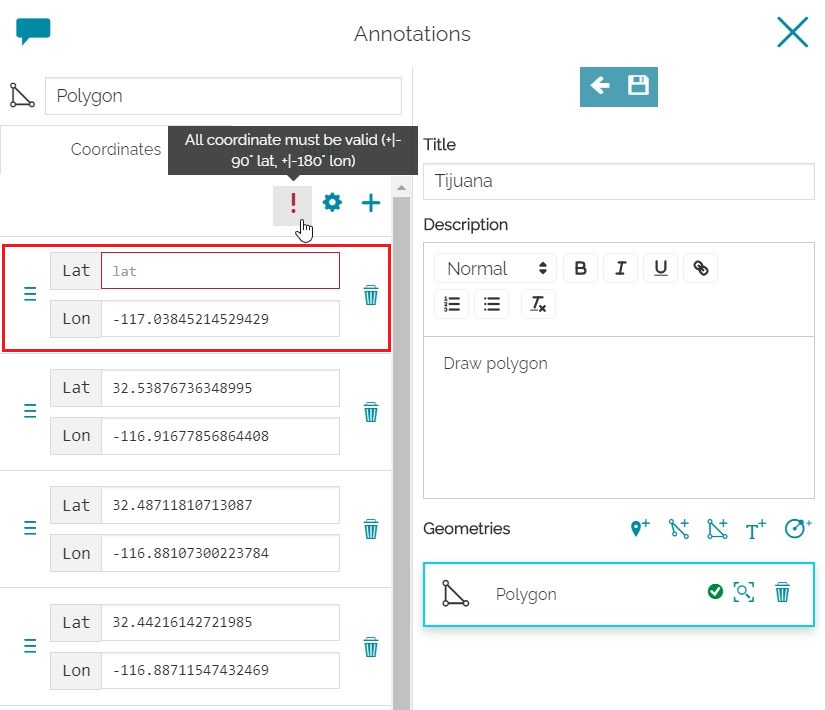 Annotations
Polygon
Coordinates
All coordinate must be valid (+|-
90° lat, +|-180° lon)
!
Lat lat
Lon -117.03845214529429
Lat 32.53876736348995
Lon -116.91677856864408
Lat 32.48711810713087
Lon -116.88107300223784
Lat 32.44216142721985
Lon -116.88711547432469
Title
Tijuana
Description
Normal B I U
Tx
Draw polygon
Geometries T+
Polygon